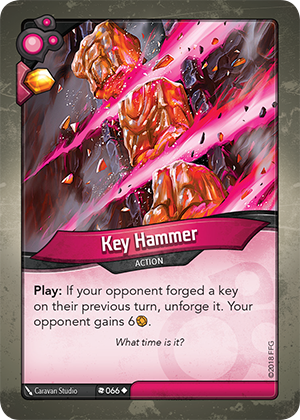 Key Hammer
ACTION
Play: If your opponent forged a key
on their previous turn, unforge it. Your
opponent gains 6.
What time is it?
©2018 FFG
Caravan Studio
066